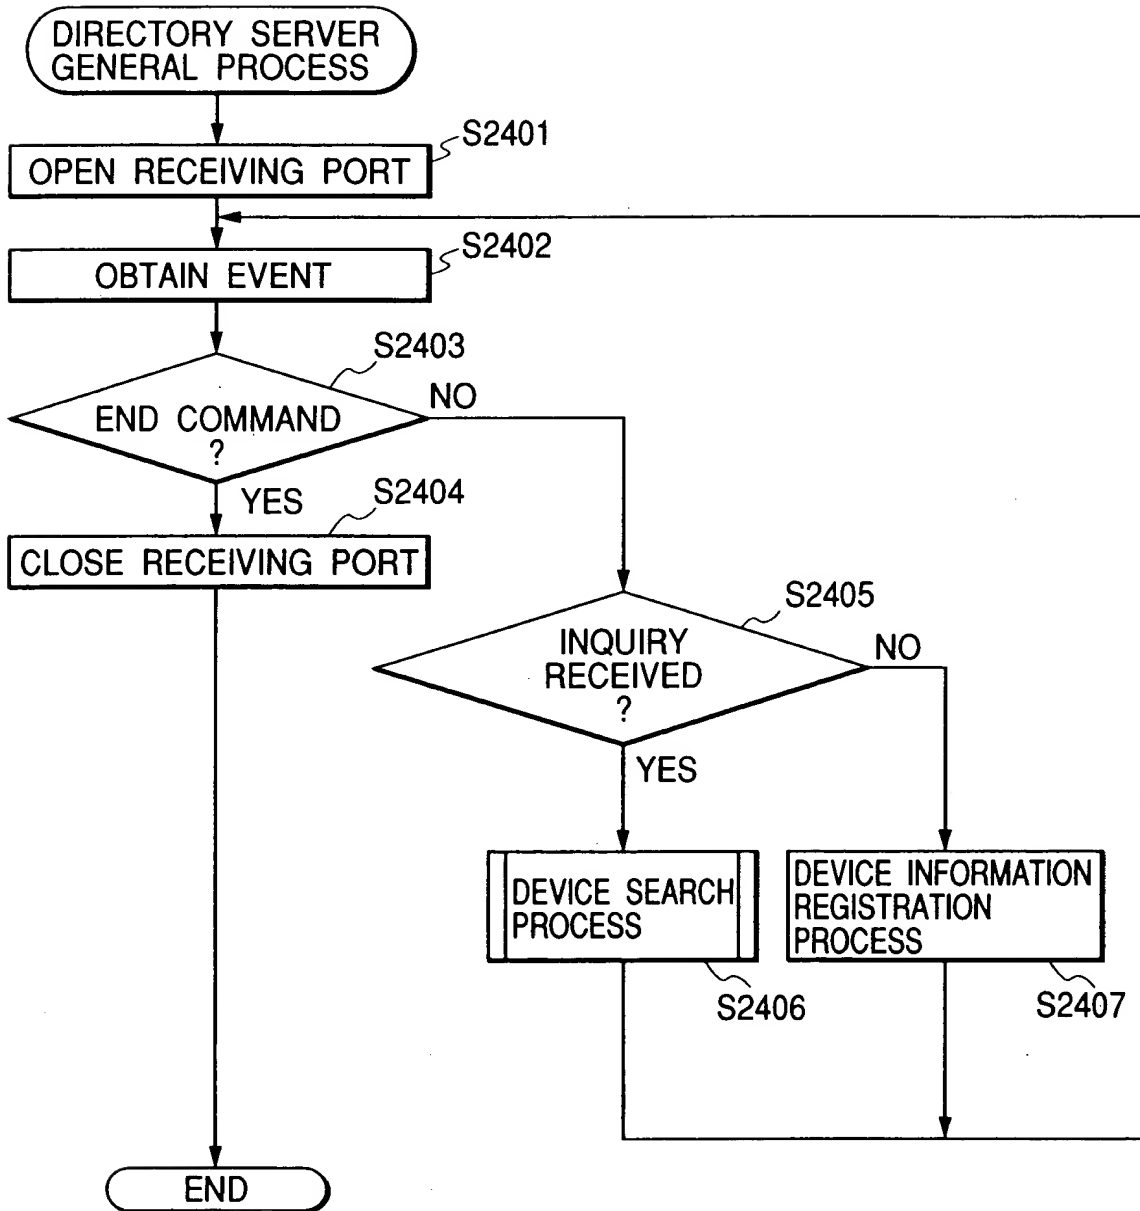 DIRECTORY SERVER
GENERAL PROCESS
S2401
OPEN RECEIVING PORT
S2402
OBTAIN EVENT
S2403
NO
END COMMAND
?
YES
S2404
CLOSE RECEIVING PORT
S2405
INQUIRY
RECEIVED
?
NO
YES
DEVICE SEARCH
PROCESS
DEVICE INFORMATION
REGISTRATION
PROCESS
S2406
S2407
END